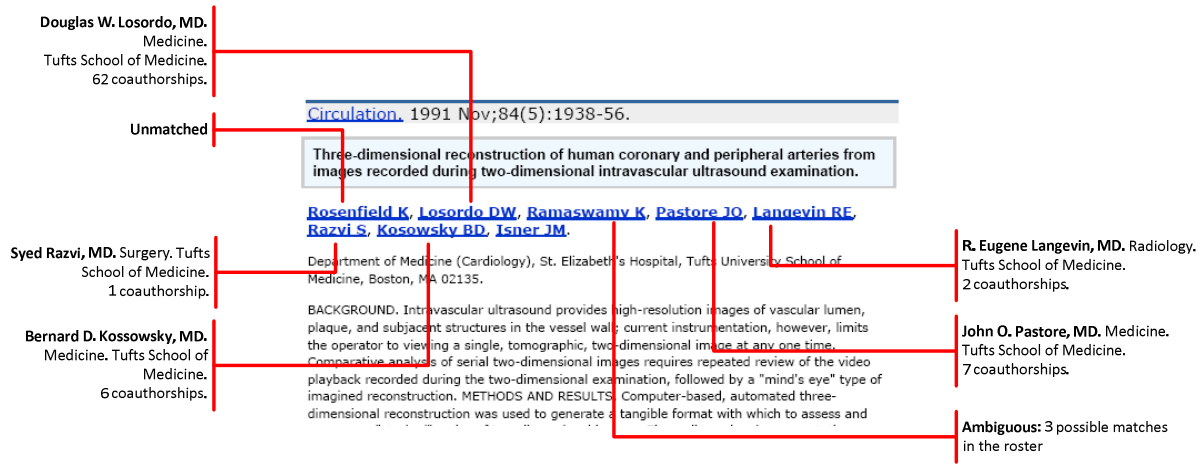 Douglas W. Losordo, MD.
Medicine.
Tufts School of Medicine.
62 coauthorships.
Unmatched
Syed Razvi, MD. Surgery. Tufts
School of Medicine.
1 coauthorship.
Bernard D. Kossowsky, MD.
Medicine. Tufts School of
Medicine.
6 coauthorships.
Circulation. 1991 Nov;84(5):1938-56.
Three-dimensional reconstruction of human coronary and peripheral arteries from
images recorded during two-dimensional intravascular ultrasound examination.
Rosenfield K, Losordo DW, Ramaswamy K, Pastore JO, Langevin RE,
Razvi S, Kosowsky BD, Isner JM.
Department of Medicine (Cardiology), St. Elizabeth's Hospital, Tufts University School of
Medicine, Boston, MA 02135.
BACKGROUND. Intravascular ultrasound provides high-resolution images of vascular lumen,
plaque, and subjacent structures in the vessel wall; current instrumentation, however, limits
the operator to viewing a single, tomographic, two-dimensional image at any one time.
Comparative analysis of serial two-dimensional images requires repeated review of the video
playback recorded during the two-dimensional examination, followed by a "mind's eye" type of
imagined reconstruction. METHODS AND RESULTS. Computer-based, automated three-
dimensional reconstruction was used to generate a tangible format with which to assess and
R. Eugene Langevin, MD. Radiology.
Tufts School of Medicine.
2 coauthorships.
John O. Pastore, MD. Medicine.
Tufts School of Medicine.
7 coauthorships.
Ambiguous: 3 possible matches
in the roster